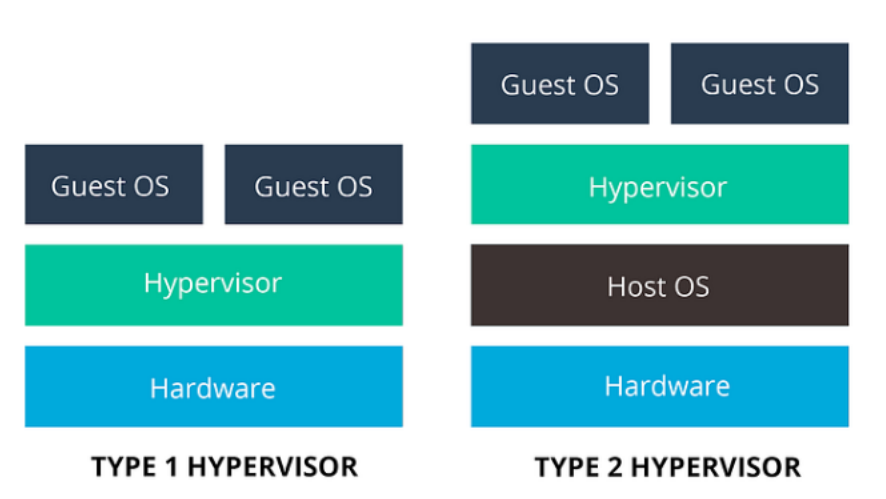 Guest OS Guest OS
Hypervisor
Hardware
TYPE 1 HYPERVISOR
Guest OS Guest OS
Hypervisor
Host OS
Hardware
TYPE 2 HYPERVISOR